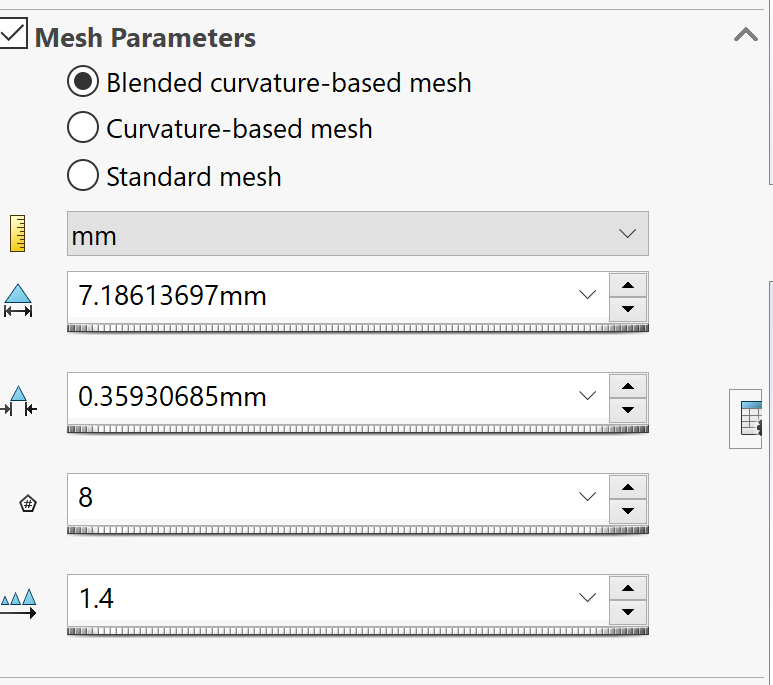 Mesh Parameters
Blended curvature-based mesh
Curvature-based mesh
Standard mesh
mm
7.18613697mm
0.35930685mm
#
8
1.4